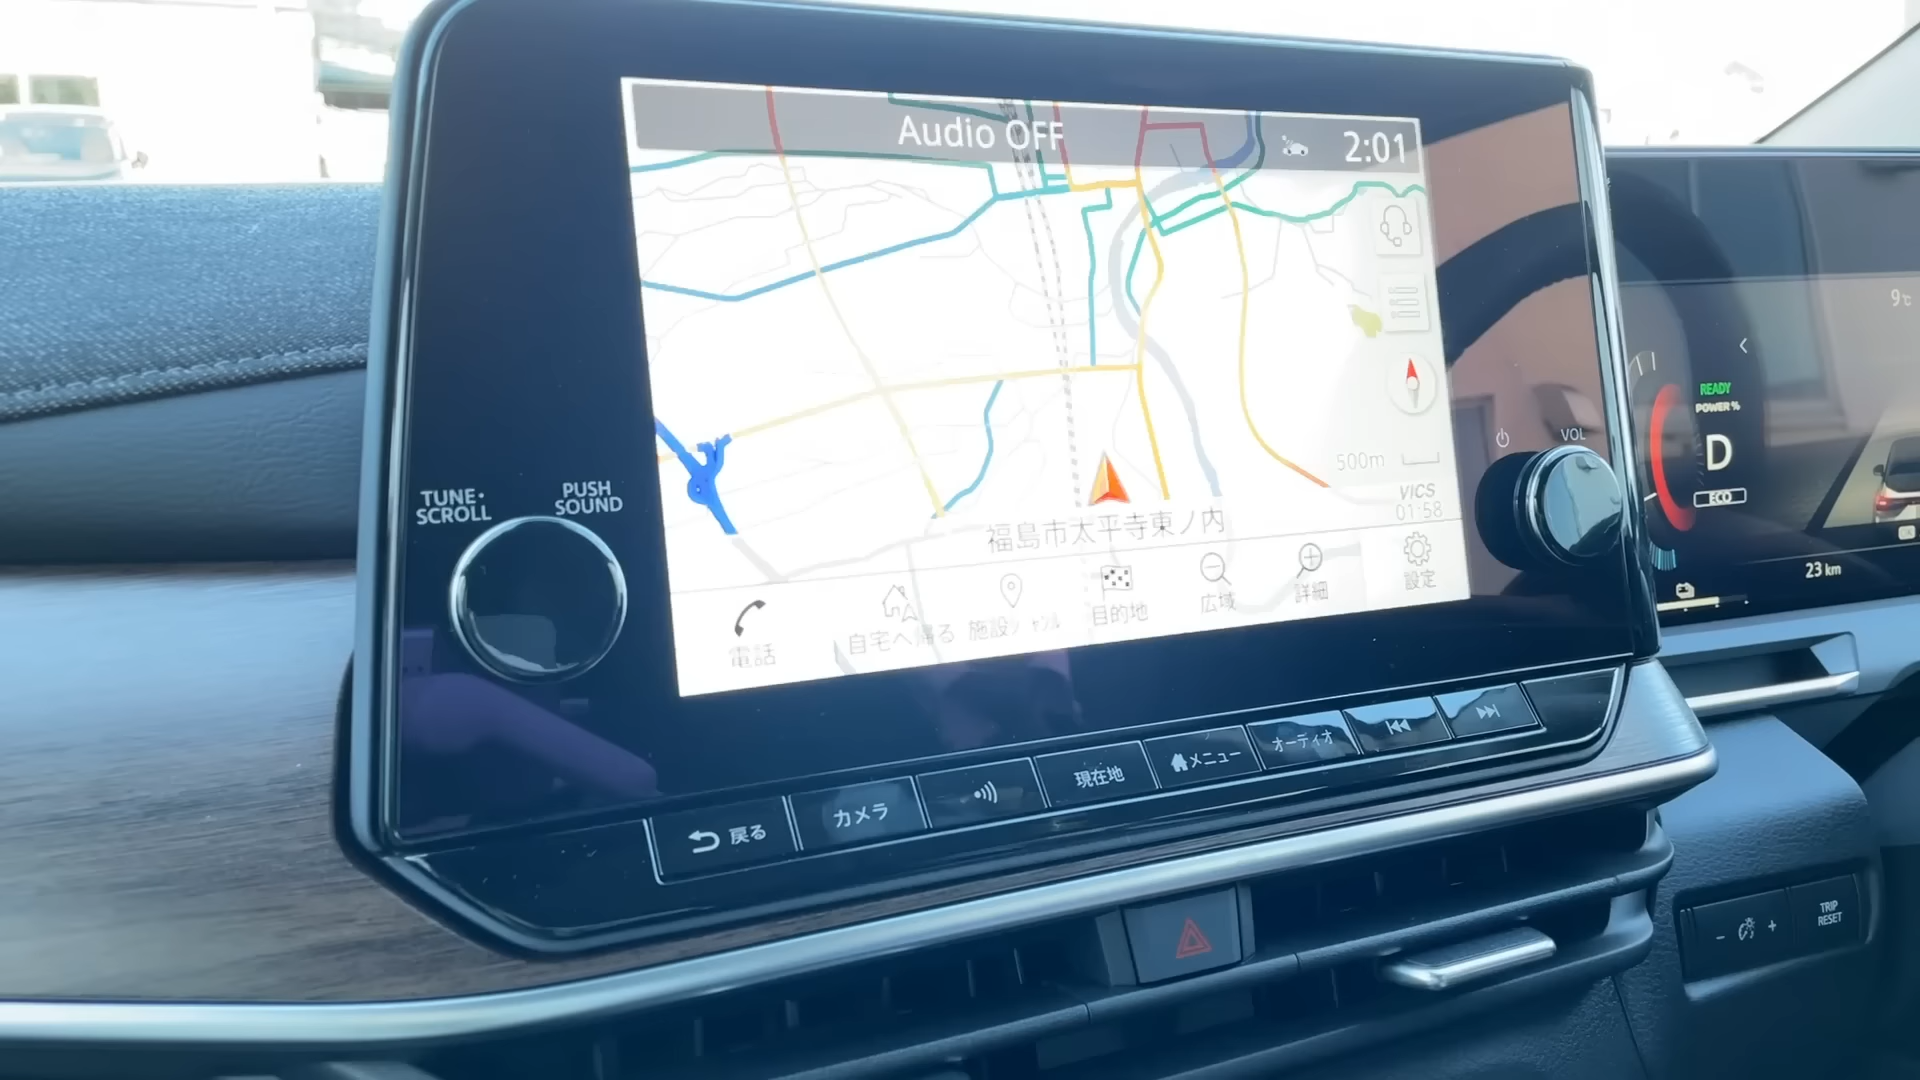 Audio OFF
2:01
500m
VICS
01:58
福島市太平寺東ノ内
電話
自宅へ帰る
目的地
広域
詳細
設定
TUNE・
SCROLL
PUSH
SOUND
VOL
戻る
カメラ
現在地
メニュー
オーディオ
9℃
READY
POWER %
D
ECO
23 km
TRIP
RESET